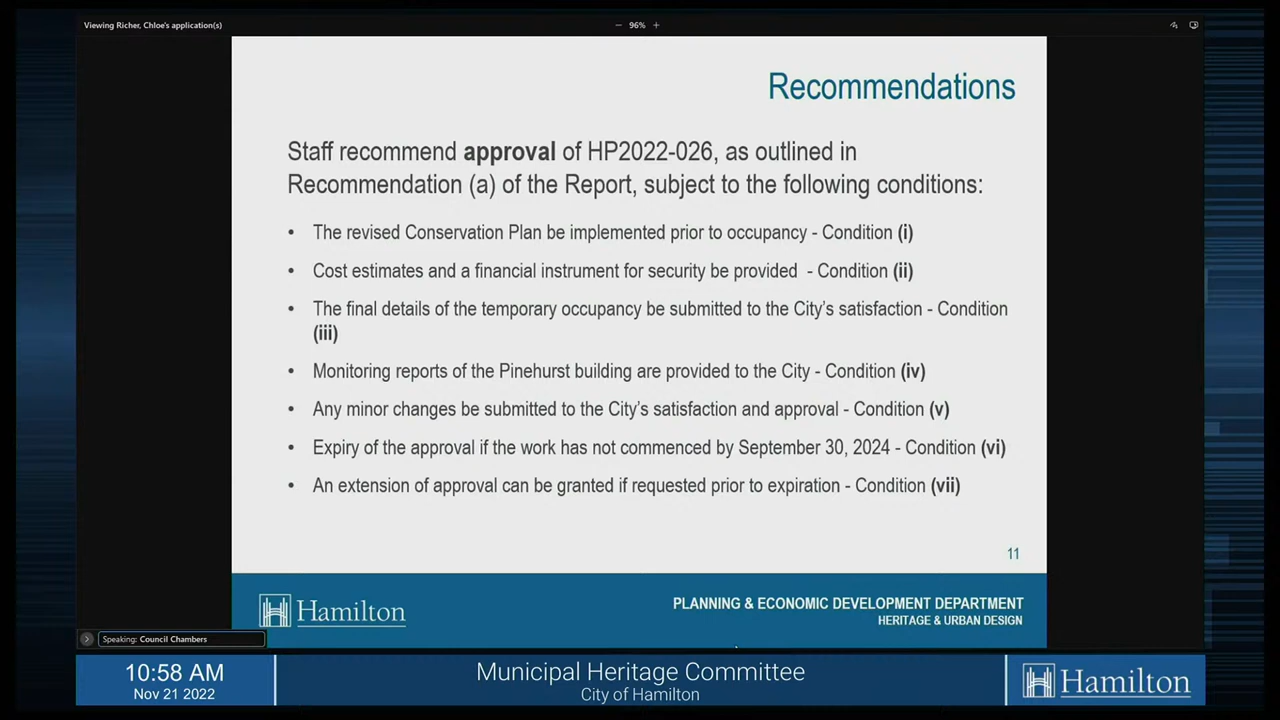 Viewing Richer, Chloe's application(s)
− 96% +
Recommendations
Staff recommend approval of HP2022-026, as outlined in
Recommendation (a) of the Report, subject to the following conditions:
• The revised Conservation Plan be implemented prior to occupancy - Condition (i)
• Cost estimates and a financial instrument for security be provided - Condition (ii)
• The final details of the temporary occupancy be submitted to the City's satisfaction - Condition
(iii)
• Monitoring reports of the Pinehurst building are provided to the City - Condition (iv)
• Any minor changes be submitted to the City's satisfaction and approval - Condition (v)
• Expiry of the approval if the work has not commenced by September 30, 2024 - Condition (vi)
• An extension of approval can be granted if requested prior to expiration - Condition (vii)
11
Hamilton
PLANNING & ECONOMIC DEVELOPMENT DEPARTMENT
HERITAGE & URBAN DESIGN
Speaking: Council Chambers
10:58 AM
Nov 21 2022
Municipal Heritage Committee
City of Hamilton
Hamilton